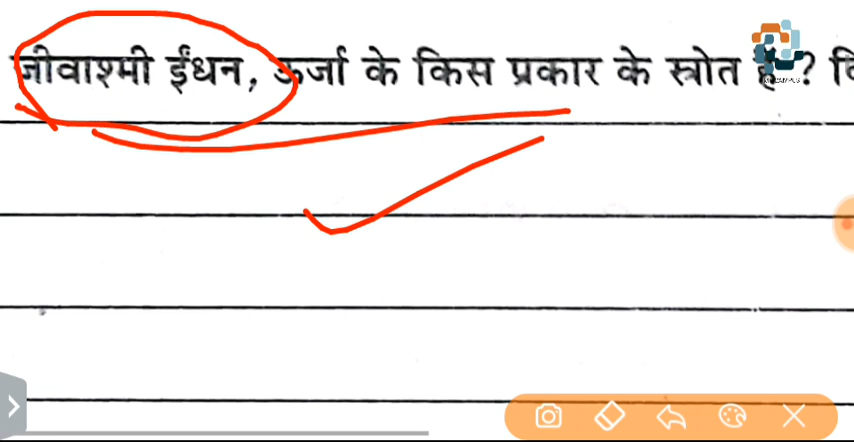 जीवाश्मी ईंधन, ऊर्जा के किस प्रकार के स्त्रोत हैं ?